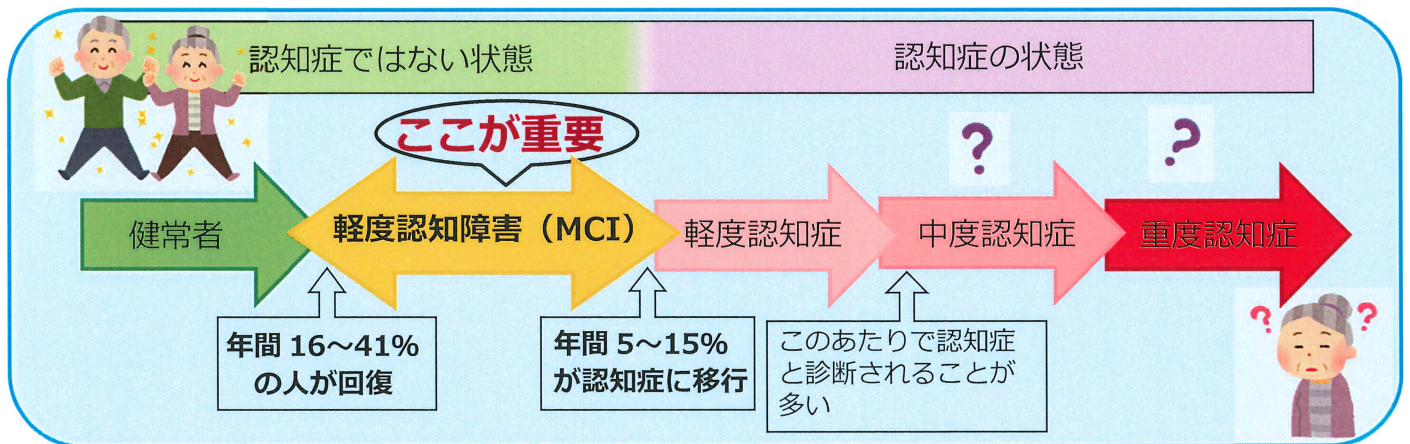 認知症ではない状態
認知症の状態
ここが重要
?
?
健常者
軽度認知障害（MCI）
軽度認知症
中度認知症
重度認知症
年間 16～41%
の人が回復
年間 5～15%
が認知症に移行
このあたりで認知症
と診断されることが
多い
? ?